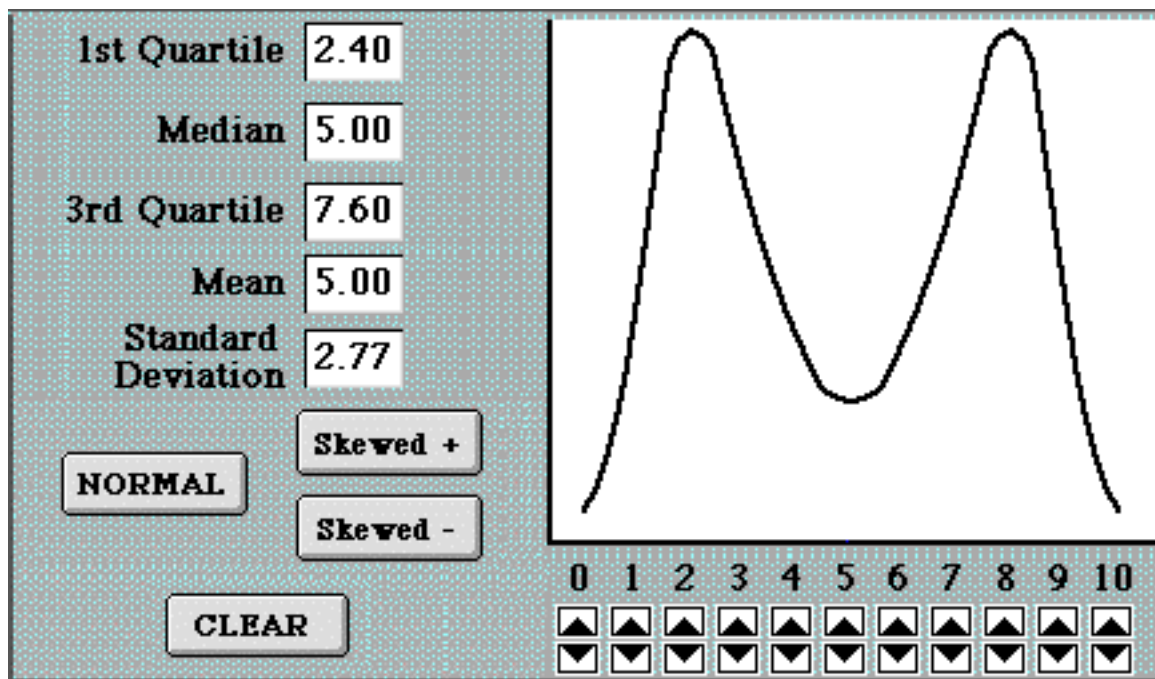 1st Quartile 2.40
Median 5.00
3rd Quartile 7.60
Mean 5.00
Standard
Deviation 2.77
Skewed +
NORMAL
Skewed -
CLEAR
0 1 2 3 4 5 6 7 8 9 10